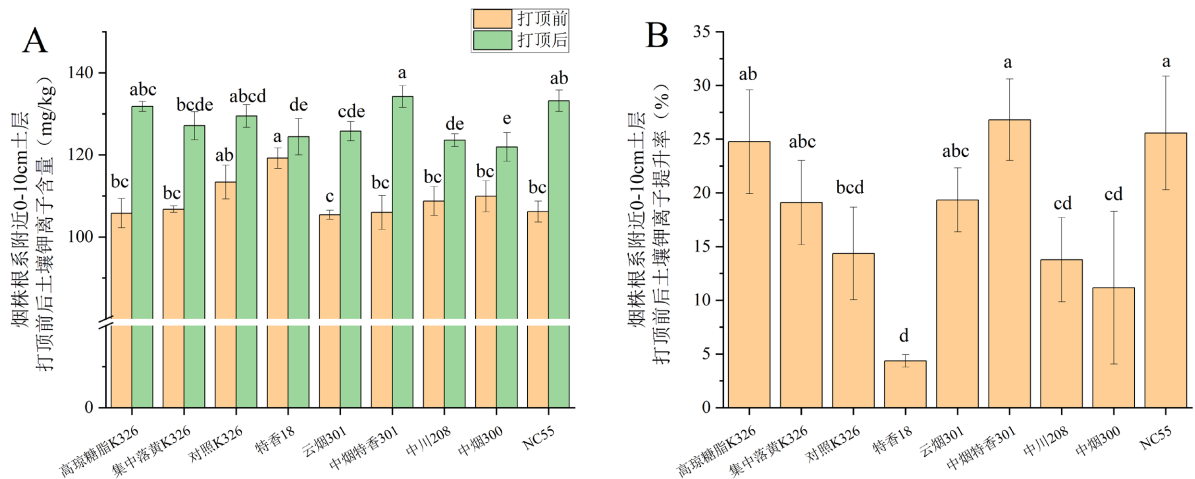 A
烟株根系附近0-10cm土层
打顶前后土壤钾离子含量（mg/kg）
140
120
100
0
打顶前
打顶后
bc
abc
bc
bcde
ab
abcd
a
de
c
cde
bc
a
bc
de
bc
e
bc
ab
高琼糖脂K326
集中落黄K326
对照K326
特香18
云烟301
中烟特香301
中川208
中烟300
NC55
B
烟株根系附近0-10cm土层
打顶前后土壤钾离子提升率（%）
35
30
25
20
15
10
5
0
ab
abc
bcd
d
abc
a
cd
cd
a
高琼糖脂K326
集中落黄K326
对照K326
特香18
云烟301
中烟特香301
中川208
中烟300
NC55